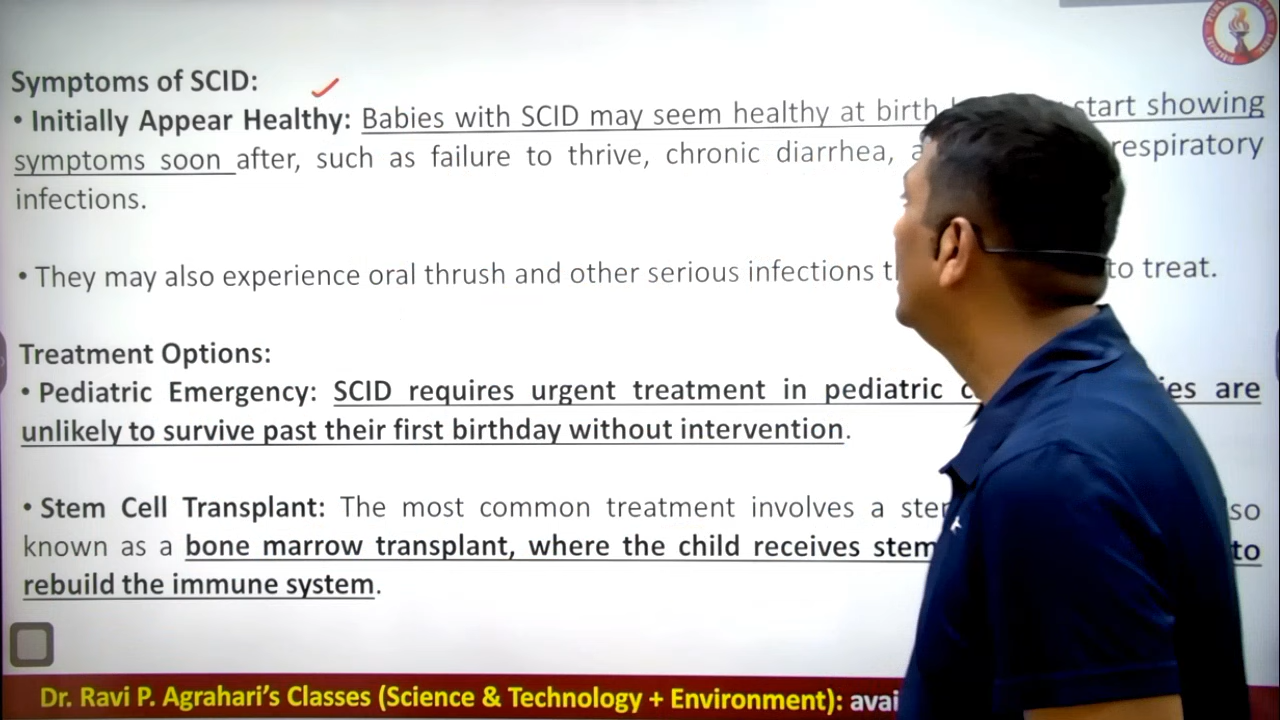 Symptoms of SCID:
• Initially Appear Healthy: Babies with SCID may seem healthy at birth start showing
symptoms soon after, such as failure to thrive, chronic diarrhea, respiratory
infections.
• They may also experience oral thrush and other serious infections to treat.
Treatment Options:
• Pediatric Emergency: SCID requires urgent treatment in pediatric are
unlikely to survive past their first birthday without intervention.
• Stem Cell Transplant: The most common treatment involves a
known as a bone marrow transplant, where the child receives stem to
rebuild the immune system.
Dr. Ravi P. Agrahari's Classes (Science & Technology + Environment):